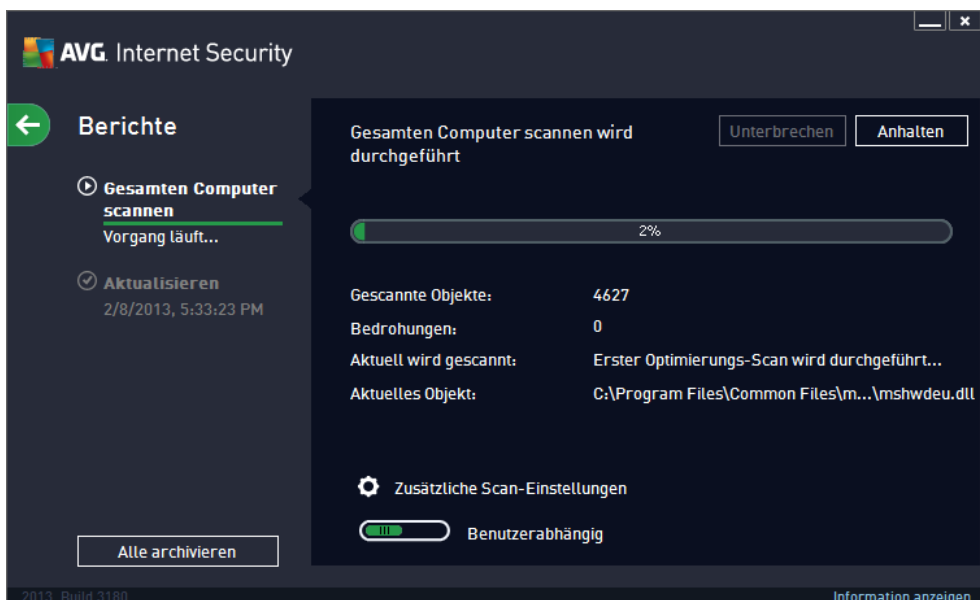 AVG. Internet Security
Berichte
Gesamten Computer
scannen
Vorgang läuft...
Aktualisieren
2/8/2013, 5:33:23 PM
Alle archivieren
Gesamten Computer scannen wird
durchgeführt
Unterbrechen
Anhalten
2%
Gescannte Objekte: 4627
Bedrohungen: 0
Aktuell wird gescannt: Erster Optimierungs-Scan wird durchgeführt...
Aktuelles Objekt: C:\Program Files\Common Files\m...\mshwdeu.dll
Zusätzliche Scan-Einstellungen
Benutzerabhängig
2013 Build 3180
Information anzeigen